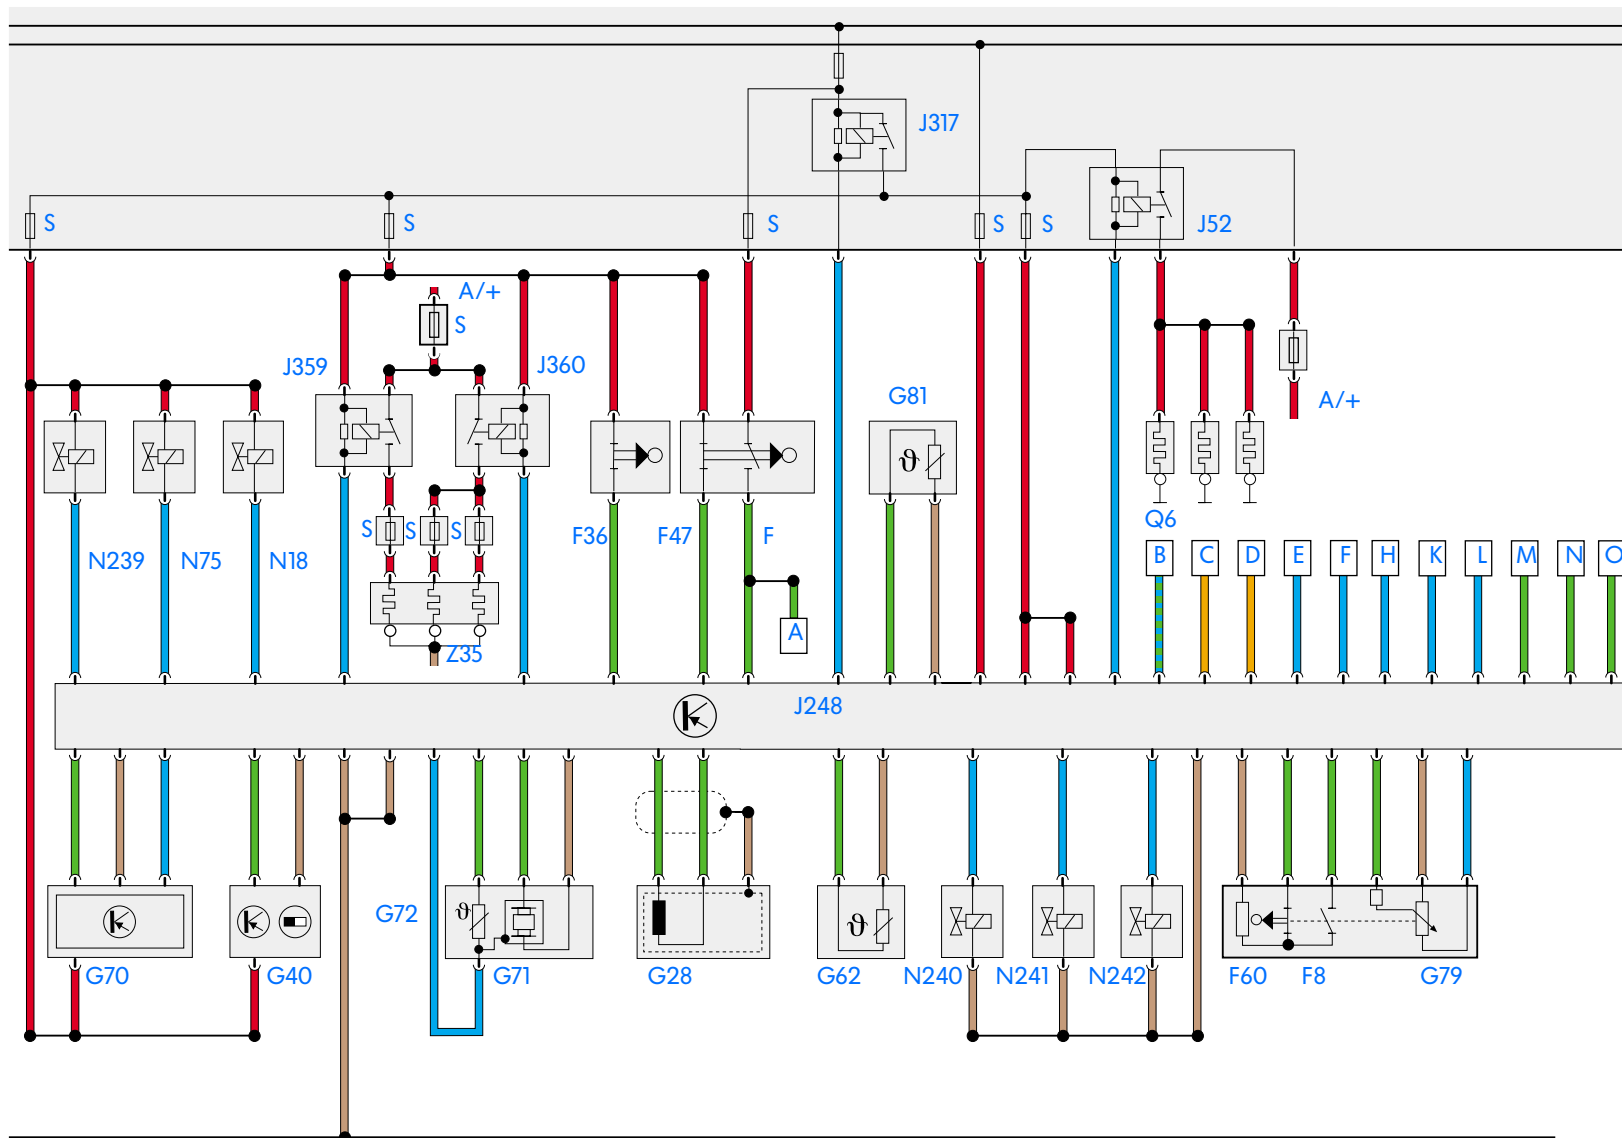 J317
S
S
S
S
S
J52
A/+
S
J359
J360
G81
A/+
S
S
S
N239
N75
N18
F36
F47
F
Q6
B
C
D
E
F
H
K
L
M
N
O
A
Z35
J248
ϑ
G72
ϑ
ϑ
G70
G40
G71
G28
G62
N240
N241
N242
F60
F8
G79